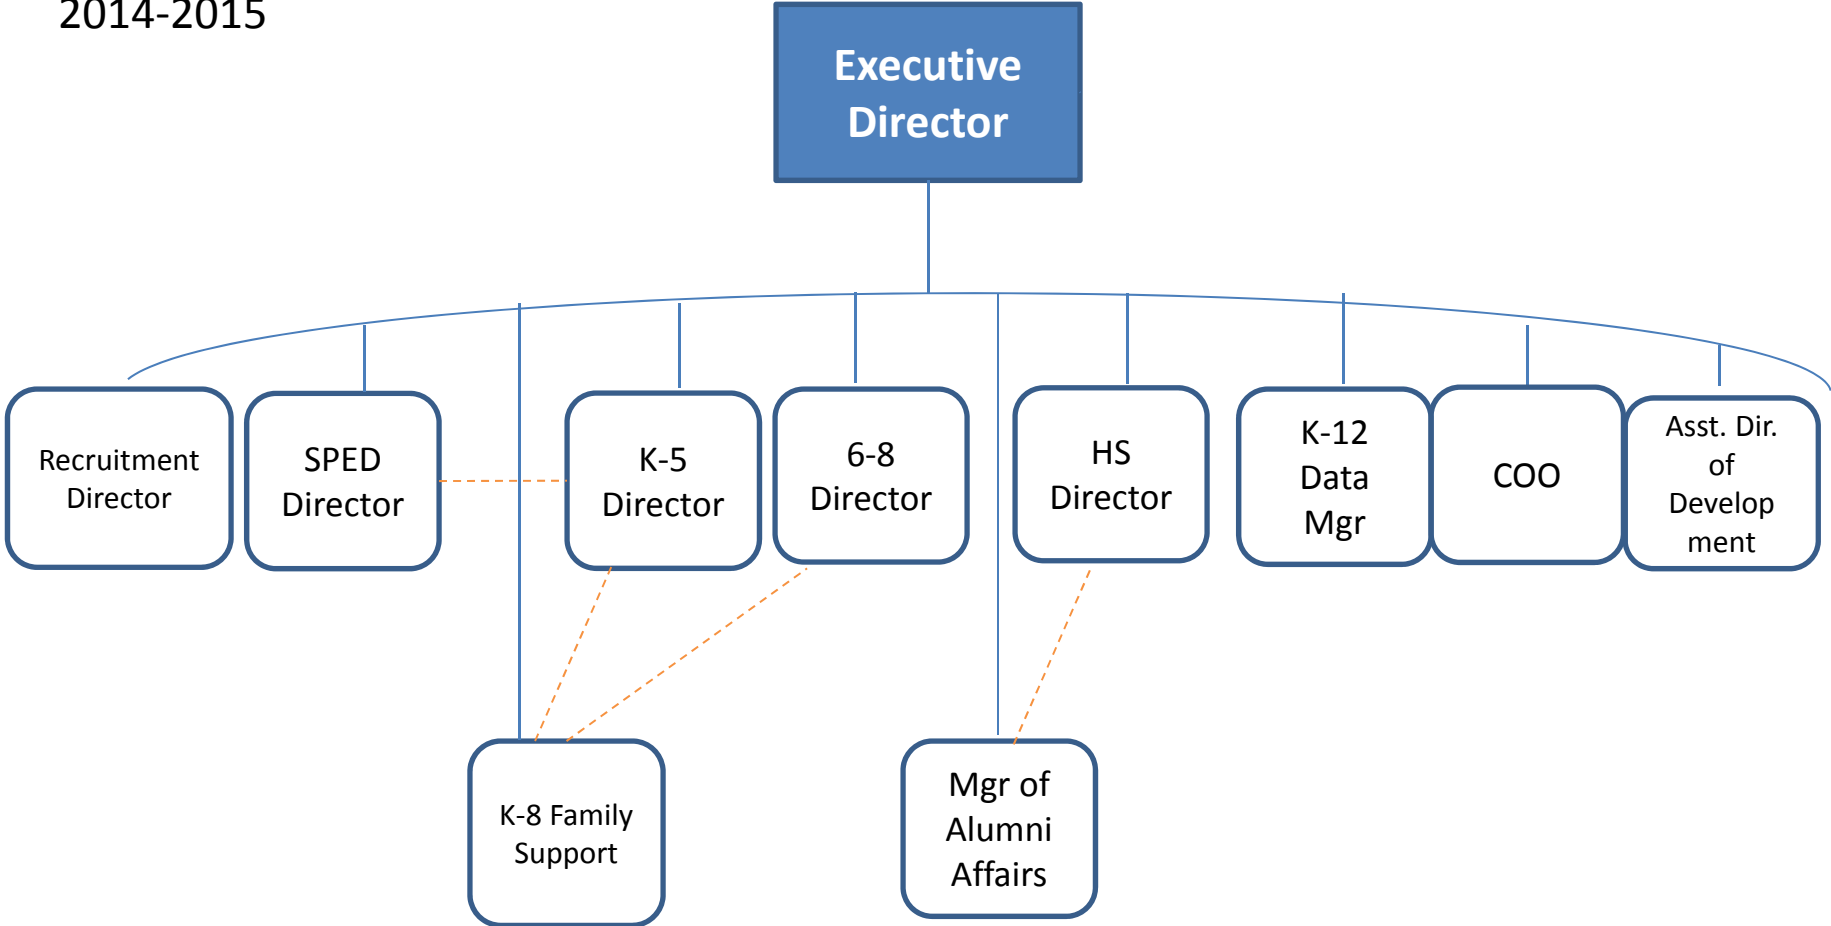 2014-2015
Executive
Director
Recruitment
Director
SPED
Director
K-5
Director
6-8
Director
HS
Director
K-12
Data
Mgr
COO
Asst. Dir.
of
Develop
ment
K-8 Family
Support
Mgr of
Alumni
Affairs